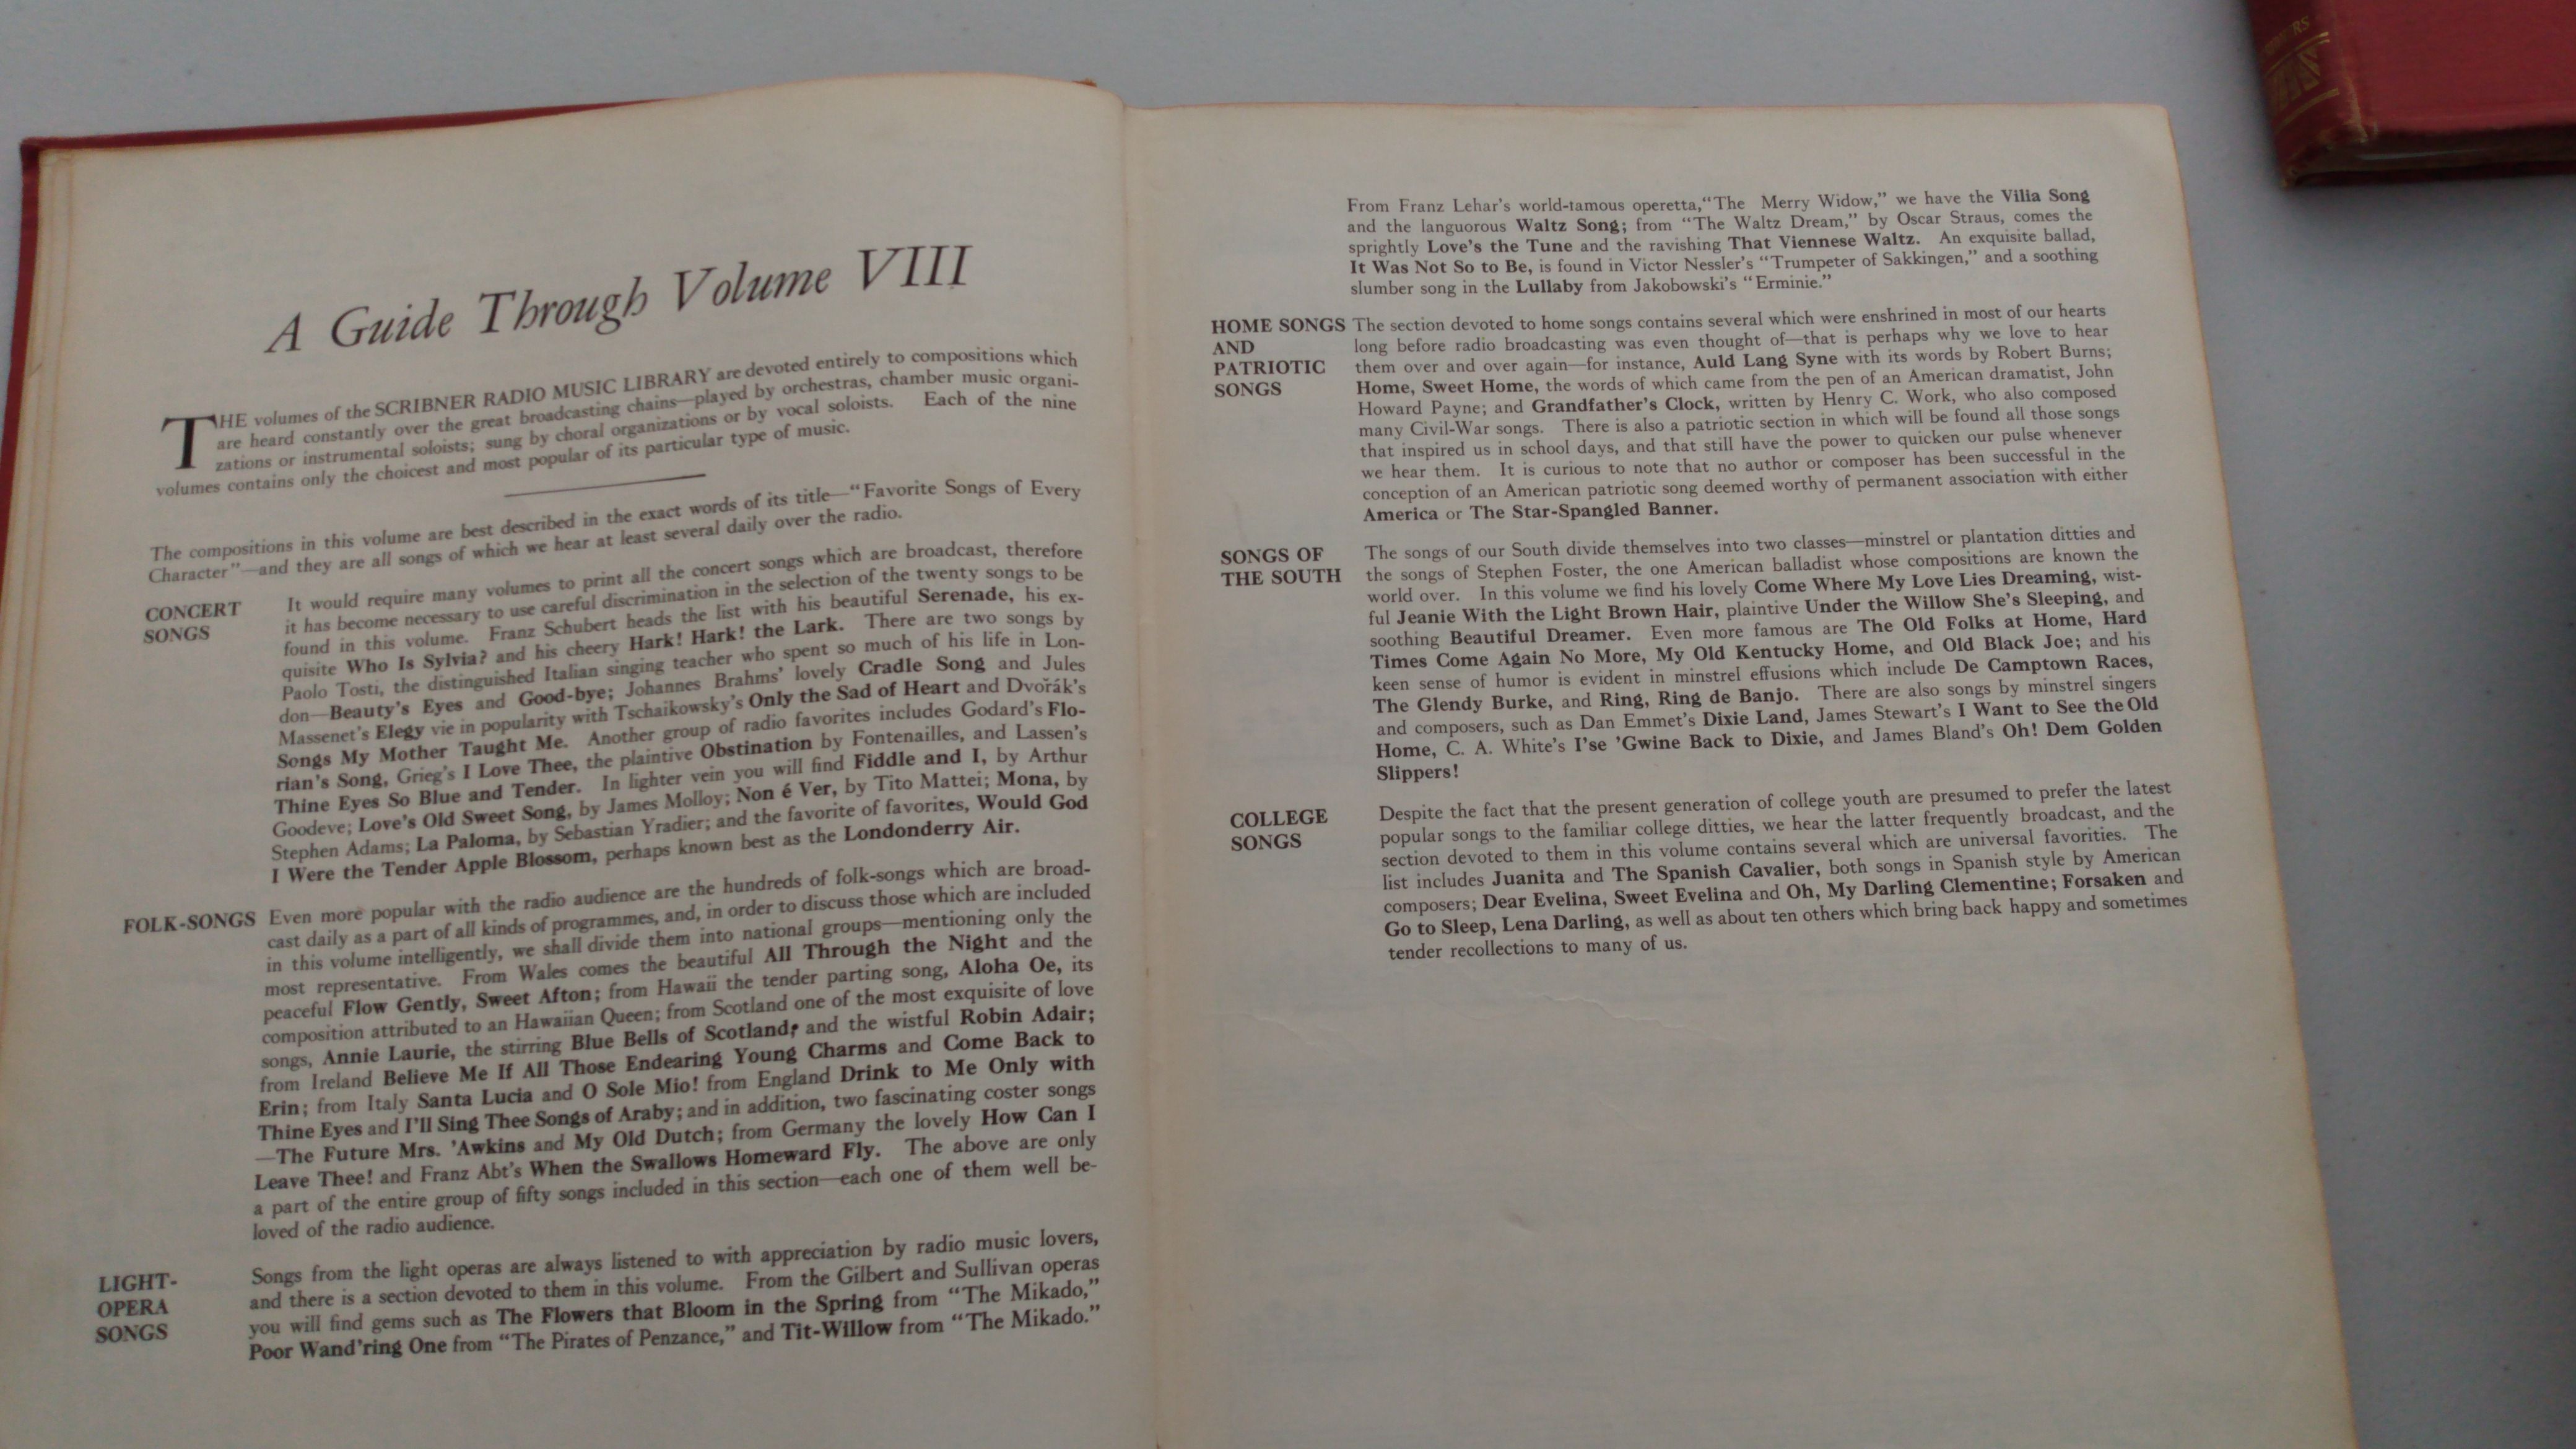 A Guide Through Volume VIII
THE volumes of the SCRIBNER RADIO MUSIC LIBRARY are devoted entirely to compositions which
are heard constantly over the great broadcasting chains—played by orchestras, chamber music organi-
zations or instrumental soloists; sung by choral organizations or by vocal soloists. Each of the nine
volumes contains only the choicest and most popular of its particular type of music.
The compositions in this volume are best described in the exact words of its title—“Favorite Songs of Every
Character”—and they are all songs of which we hear at least several daily over the radio.
CONCERT
SONGS
It would require many volumes to print all the concert songs which are broadcast, therefore
it has become necessary to use careful discrimination in the selection of the twenty songs to be
found in this volume. Franz Schubert heads the list with his beautiful Serenade, his ex-
quisite Who Is Sylvia? and his cheery Hark! Hark! the Lark. There are two songs by
Paolo Tosti, the distinguished Italian singing teacher who spent so much of his life in Lon-
don—Beauty's Eyes and Good-bye; Johannes Brahms' lovely Cradle Song and Jules
Massenet's Elegy vie in popularity with Tschaikowsky's Only the Sad of Heart and Dvořák's
Songs My Mother Taught Me. Another group of radio favorites includes Godard's Flo-
rian's Song, Grieg's I Love Thee, the plaintive Obstination by Fontenailles, and Lassen's
Thine Eyes So Blue and Tender. In lighter vein you will find Fiddle and I, by Arthur
Goodeve; Love's Old Sweet Song, by James Molloy; Non é Ver, by Tito Mattei; Mona, by
Stephen Adams; La Paloma, by Sebastian Yradier; and the favorite of favorites, Would God
I Were the Tender Apple Blossom, perhaps known best as the Londonderry Air.
FOLK-SONGS
Even more popular with the radio audience are the hundreds of folk-songs which are broad-
cast daily as a part of all kinds of programmes, and, in order to discuss those which are included
in this volume intelligently, we shall divide them into national groups—mentioning only the
most representative. From Wales comes the beautiful All Through the Night and the
peaceful Flow Gently, Sweet Afton; from Hawaii the tender parting song, Aloha Oe, its
composition attributed to an Hawaiian Queen; from Scotland one of the most exquisite of love
songs, Annie Laurie, the stirring Blue Bells of Scotland, and the wistful Robin Adair;
from Ireland Believe Me If All Those Endearing Young Charms and Come Back to
Erin; from Italy Santa Lucia and O Sole Mio! from England Drink to Me Only with
Thine Eyes and I'll Sing Thee Songs of Araby; and in addition, two fascinating coster songs
—The Future Mrs. 'Awkins and My Old Dutch; from Germany the lovely How Can I
Leave Thee! and Franz Abt's When the Swallows Homeward Fly. The above are only
a part of the entire group of fifty songs included in this section—each one of them well be-
loved of the radio audience.
LIGHT-
OPERA
SONGS
Songs from the light operas are always listened to with appreciation by radio music lovers,
and there is a section devoted to them in this volume. From the Gilbert and Sullivan operas
you will find gems such as The Flowers that Bloom in the Spring from “The Mikado,”
Poor Wand'ring One from “The Pirates of Penzance,” and Tit-Willow from “The Mikado.”
From Franz Lehar's world-famous operetta, “The Merry Widow,” we have the Vilia Song
and the languorous Waltz Song; from “The Waltz Dream,” by Oscar Straus, comes the
sprightly Love's the Tune and the ravishing That Viennese Waltz. An exquisite ballad,
It Was Not So to Be, is found in Victor Nessler's “Trumpeter of Sakkingen,” and a soothing
slumber song in the Lullaby from Jakobowski's “Erminie.”
HOME SONGS
AND
PATRIOTIC
SONGS
The section devoted to home songs contains several which were enshrined in most of our hearts
long before radio broadcasting was even thought of—that is perhaps why we love to hear
them over and over again—for instance, Auld Lang Syne with its words by Robert Burns;
Home, Sweet Home, the words of which came from the pen of an American dramatist, John
Howard Payne; and Grandfather's Clock, written by Henry C. Work, who also composed
many Civil-War songs. There is also a patriotic section in which will be found all those songs
that inspired us in school days, and that still have the power to quicken our pulse whenever
we hear them. It is curious to note that no author or composer has been successful in the
conception of an American patriotic song deemed worthy of permanent association with either
America or The Star-Spangled Banner.
SONGS OF
THE SOUTH
The songs of our South divide themselves into two classes—minstrel or plantation ditties and
the songs of Stephen Foster, the one American balladist whose compositions are known the
world over. In this volume we find his lovely Come Where My Love Lies Dreaming, wist-
ful Jeanie With the Light Brown Hair, plaintive Under the Willow She's Sleeping, and
soothing Beautiful Dreamer. Even more famous are The Old Folks at Home, Hard
Times Come Again No More, My Old Kentucky Home, and Old Black Joe; and his
keen sense of humor is evident in minstrel effusions which include De Camptown Races,
The Glendy Burke, and Ring, Ring de Banjo. There are also songs by minstrel singers
and composers, such as Dan Emmet's Dixie Land, James Stewart's I Want to See the Old
Home, C. A. White's I'se 'Gwine Back to Dixie, and James Bland's Oh! Dem Golden
Slippers!
COLLEGE
SONGS
Despite the fact that the present generation of college youth are presumed to prefer the latest
popular songs to the familiar college ditties, we hear the latter frequently broadcast, and the
section devoted to them in this volume contains several which are universal favorities. The
list includes Juanita and The Spanish Cavalier, both songs in Spanish style by American
composers; Dear Evelina, Sweet Evelina and Oh, My Darling Clementine; Forsaken and
Go to Sleep, Lena Darling, as well as about ten others which bring back happy and sometimes
tender recollections to many of us.